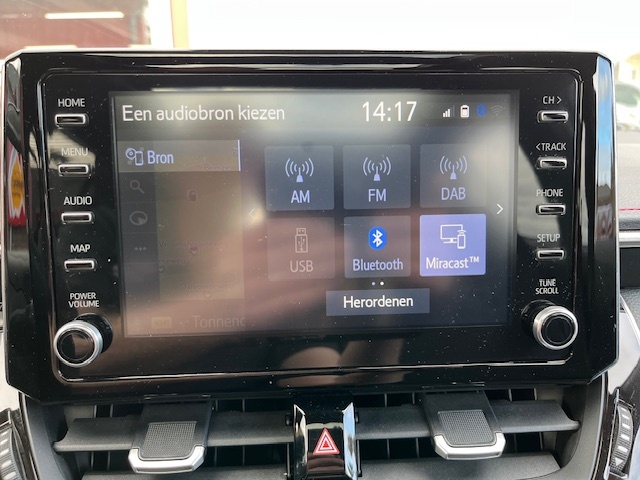 HOME
MENU
AUDIO
MAP
POWER
VOLUME
Een audiobron kiezen 14:17
Bron
AM FM DAB
USB Bluetooth Miracast™
Herordenen
CH >
< TRACK
PHONE
SETUP
TUNE
SCROLL